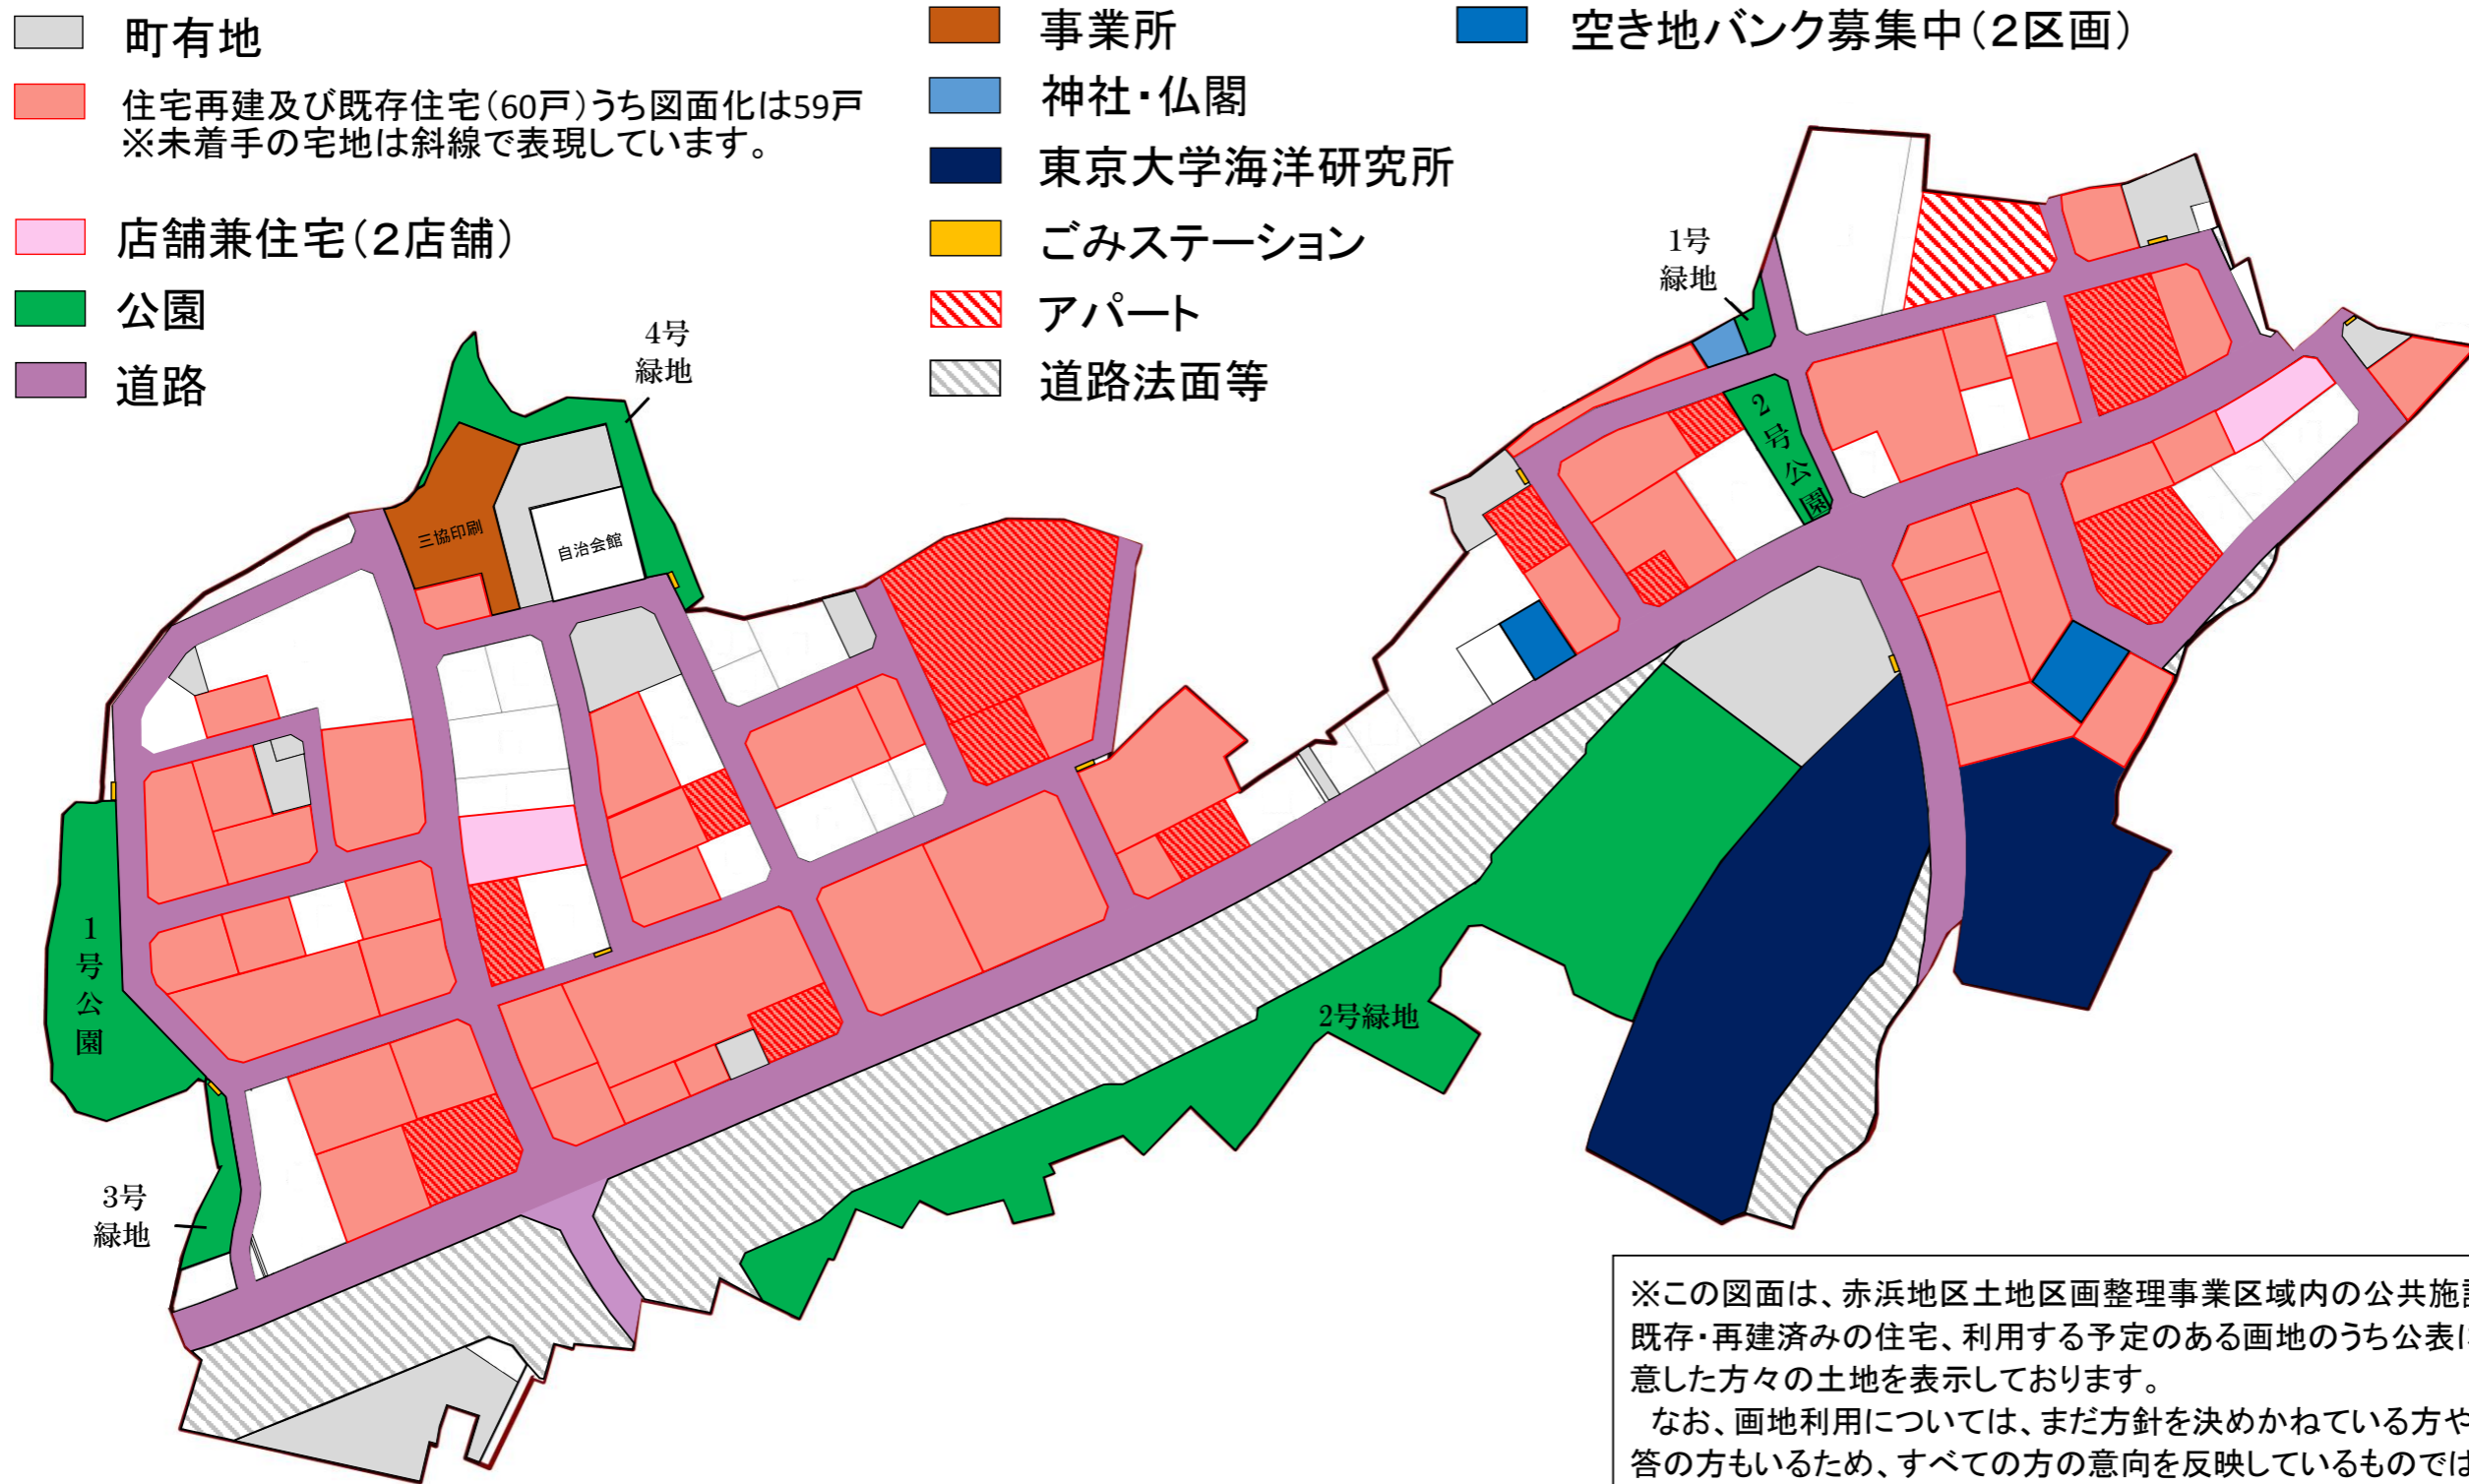 町有地
住宅再建及び既存住宅(60戸)うち図面化は59戸
※未着手の宅地は斜線で表現しています。
店舗兼住宅(2店舗)
公園
道路
事業所
神社・仏閣
東京大学海洋研究所
ごみステーション
アパート
道路法面等
空き地バンク募集中(2区画)
4号
緑地
1号
緑地
2号公園
三協印刷
自治会館
1号公園
2号緑地
3号
緑地
※この図面は、赤浜地区土地区画整理事業区域内の公共施
既存・再建済みの住宅、利用する予定のある画地のうち公表
意した方々の土地を表示しております。
なお、画地利用については、まだ方針を決めかねている方や
答の方もいるため、すべての方の意向を反映しているものでは